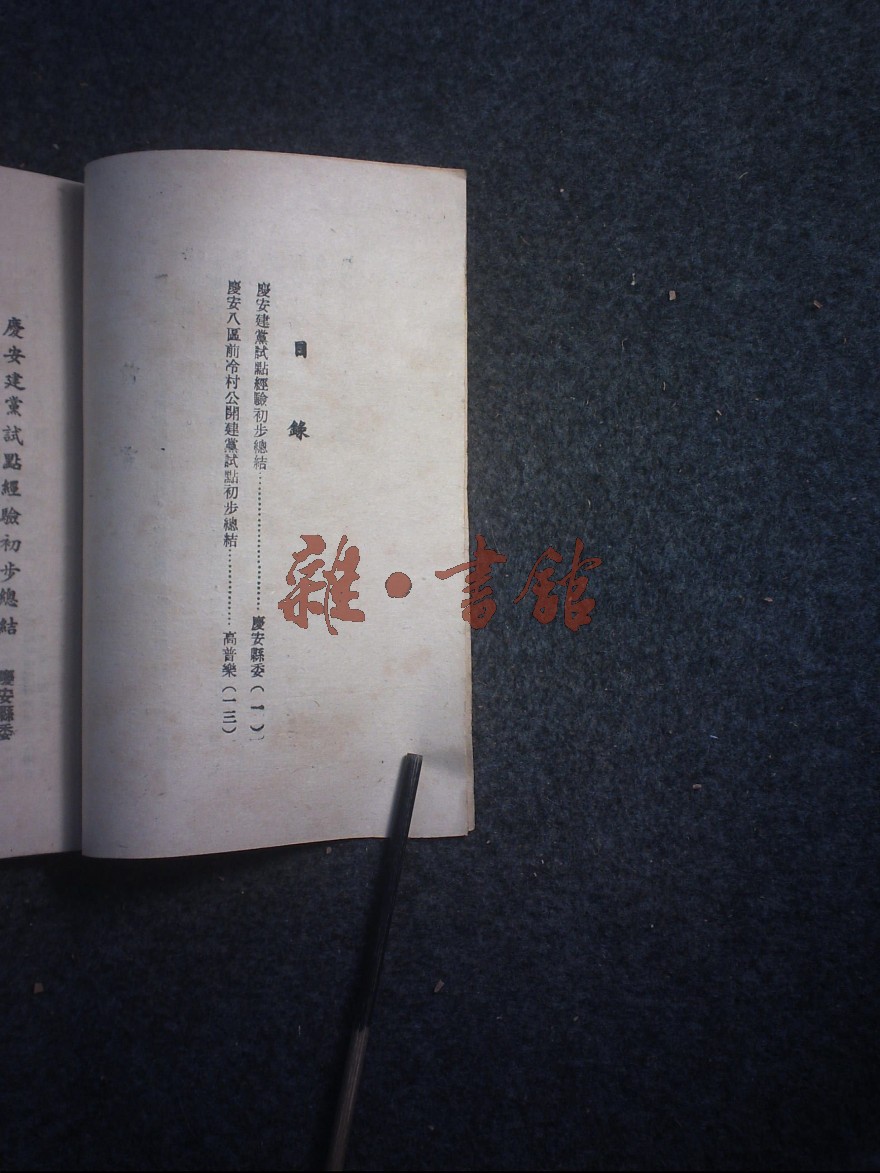 目錄
慶安建黨試點經驗初步總結……………………慶安縣委(一)
慶安八區前冷村公開建黨試點初步總結…………高普樂(一三)
慶安建黨試點經驗初步總結 慶安縣委
雜·書館